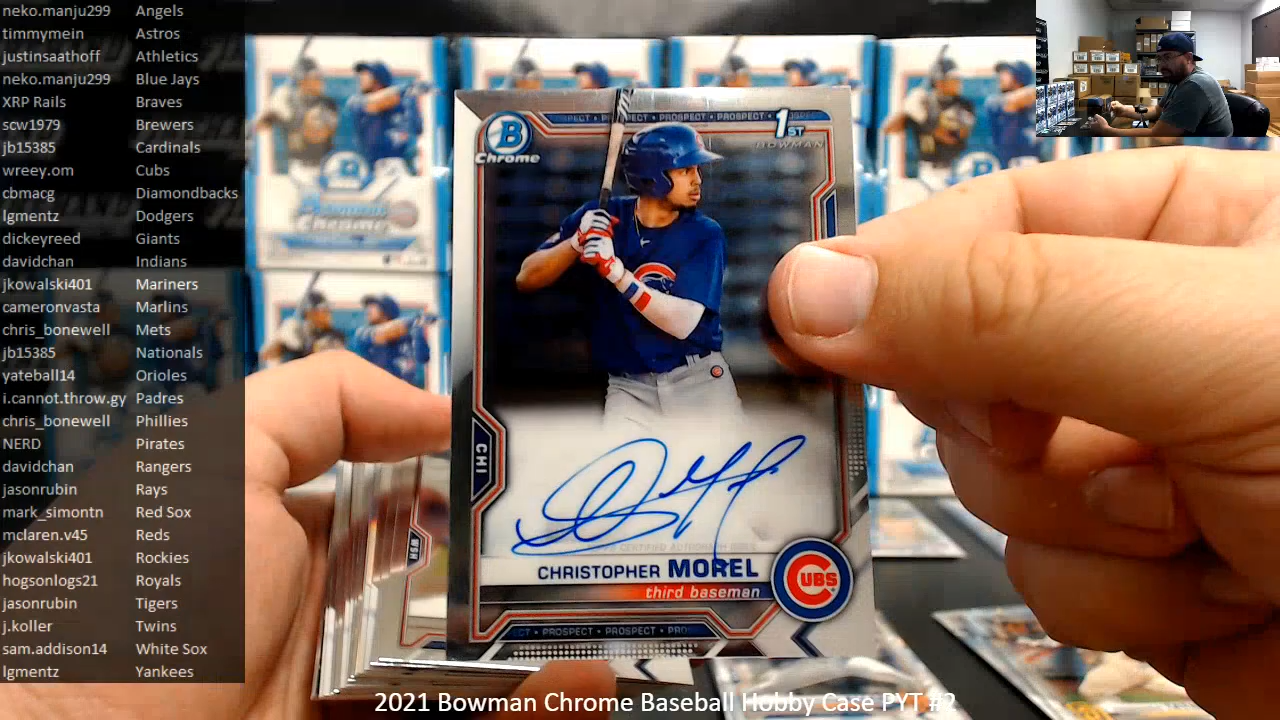 neko.manju299 Angels
timmymein Astros
justinsaathoff Athletics
neko.manju299 Blue Jays
XRP Rails Braves
scw1979 Brewers
jb15385 Cardinals
wreey.om Cubs
cbmacg Diamondbacks
lgmentz Dodgers
dickeyreed Giants
davidchan Indians
jkowalski401 Mariners
cameronvasta Marlins
chris_bonewell Mets
jb15385 Nationals
yateball14 Orioles
i.cannot.throw.gy Padres
chris_bonewell Phillies
NERD Pirates
davidchan Rangers
jasonrubin Rays
mark_simontn Red Sox
mclaren.v45 Reds
jkowalski401 Rockies
hogsonlogs21 Royals
jasonrubin Tigers
j.koller Twins
sam.addison14 White Sox
lgmentz Yankees
PROSPECT • PROSPECT • PROSPECT
B
Chrome
1ST
BOWMAN
CHI
CERTIFIED AUTOGRAPH
CHRISTOPHER MOREL
third baseman
CUBS
PROSPECT • PROSPECT
WSH
2021 Bowman Chrome Baseball Hobby Case PYT #2